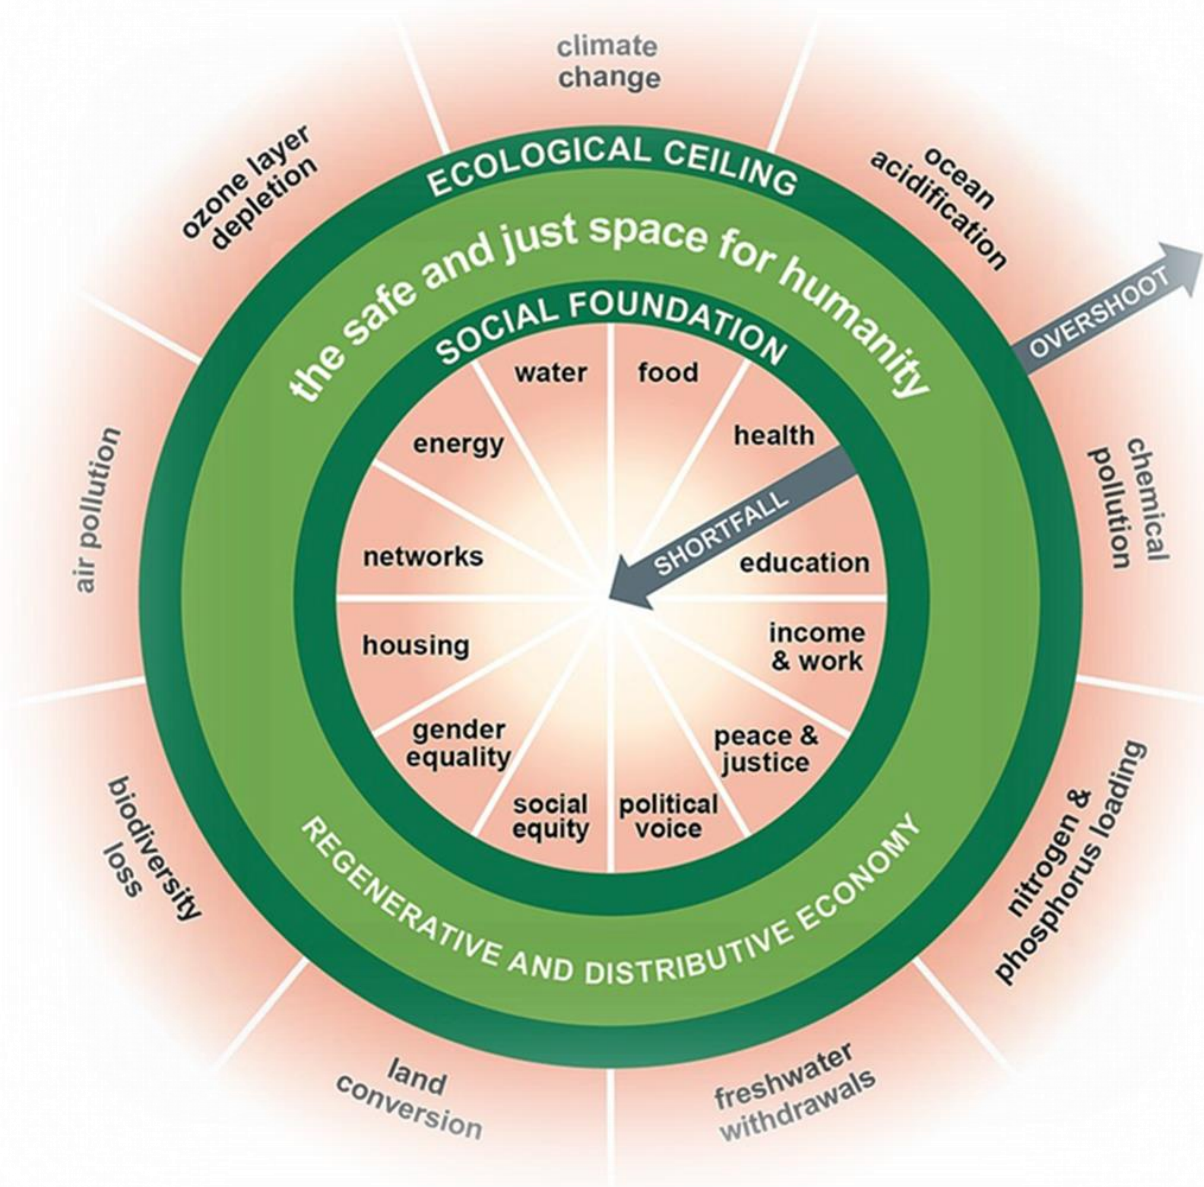 climate
change
ozone layer
depletion
ocean
acidification
ECOLOGICAL CEILING
the safe and just space for humanity
OVERSHOOT
SOCIAL FOUNDATION
water
food
energy
health
SHORTFALL
networks
education
housing
income
& work
gender
equality
peace &
justice
social
equity
political
voice
air pollution
chemical
pollution
REGENERATIVE AND DISTRIBUTIVE ECONOMY
biodiversity
loss
nitrogen &
phosphorus loading
land
conversion
freshwater
withdrawals